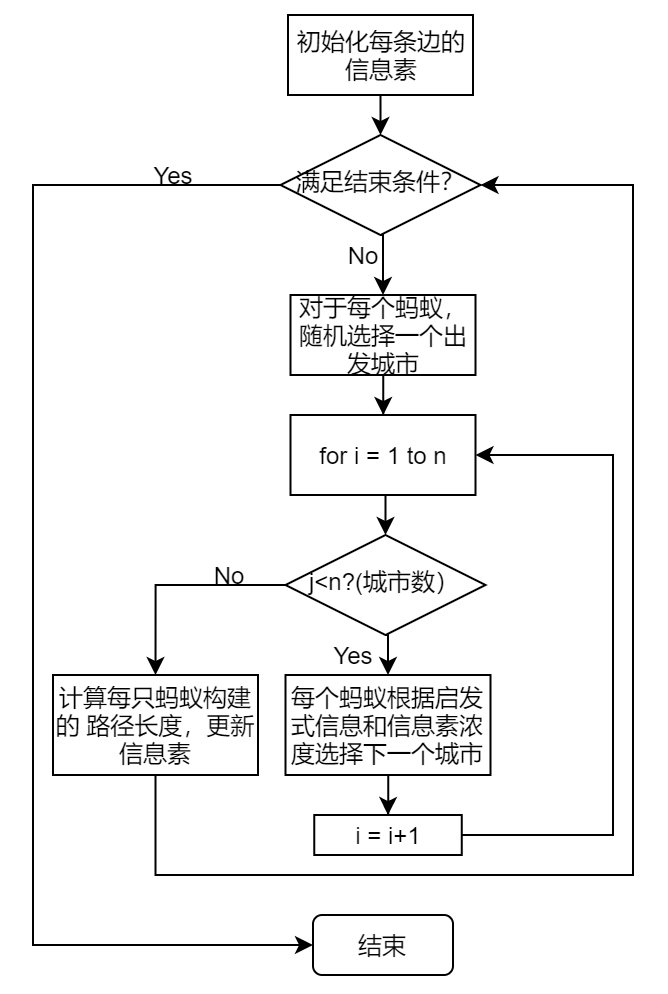 初始化每条边的
信息素
Yes
满足结束条件？
No
对于每个蚂蚁，
随机选择一个出
发城市
for i = 1 to n
No
j<n?(城市数）
Yes
计算每只蚂蚁构建
的 路径长度，更新
信息素
每个蚂蚁根据启发
式信息和信息素浓
度选择下一个城市
i = i+1
结束